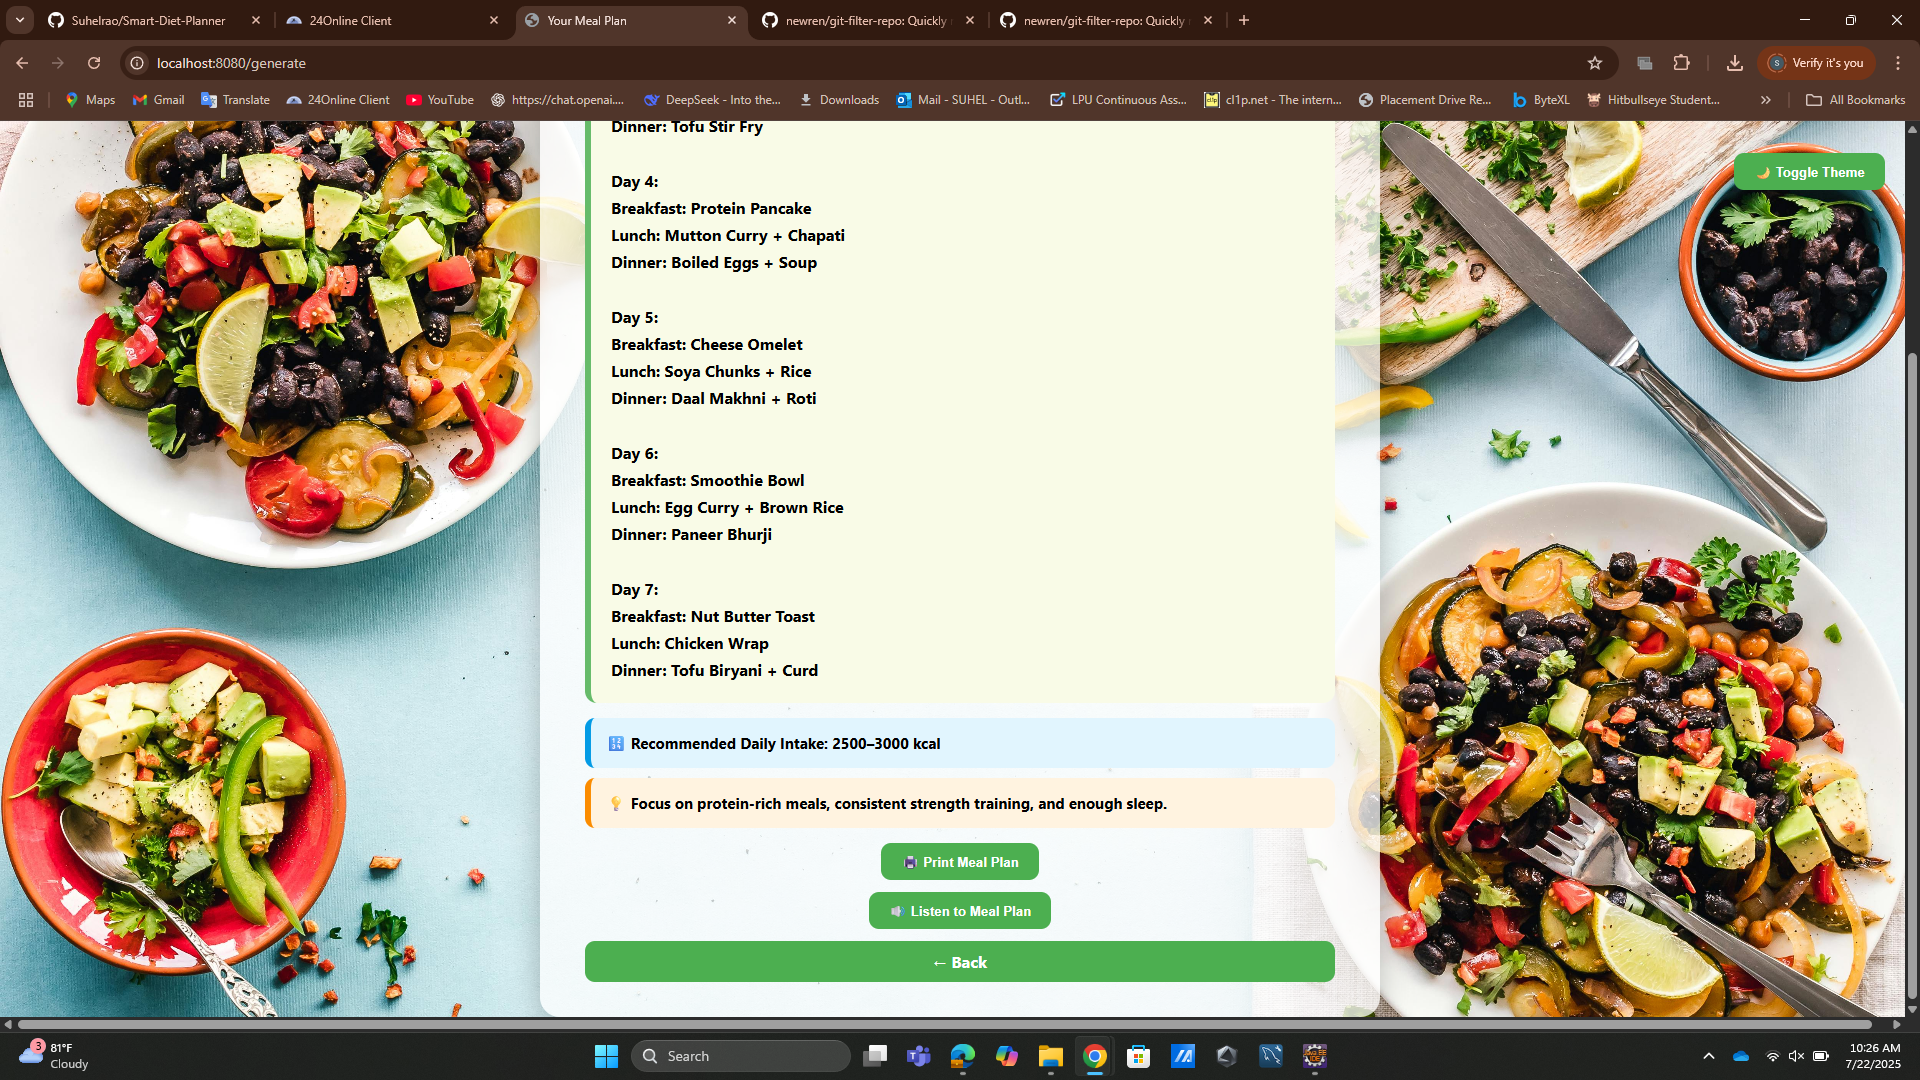 Suhelrao/Smart-Diet-Planner
24Online Client
Your Meal Plan
newren/git-filter-repo: Quickly
newren/git-filter-repo: Quickly
localhost:8080/generate
Verify it's you
Maps
Gmail
Translate
24Online Client
YouTube
https://chat.openai....
DeepSeek - Into the...
Downloads
Mail - SUHEL - Outl...
LPU Continuous Ass...
cl1p.net - The intern...
Placement Drive Re...
ByteXL
Hitbullseye Student...
All Bookmarks
Dinner: Tofu Stir Fry
🌙 Toggle Theme
Day 4:
Breakfast: Protein Pancake
Lunch: Mutton Curry + Chapati
Dinner: Boiled Eggs + Soup
Day 5:
Breakfast: Cheese Omelet
Lunch: Soya Chunks + Rice
Dinner: Daal Makhni + Roti
Day 6:
Breakfast: Smoothie Bowl
Lunch: Egg Curry + Brown Rice
Dinner: Paneer Bhurji
Day 7:
Breakfast: Nut Butter Toast
Lunch: Chicken Wrap
Dinner: Tofu Biryani + Curd
🔢 Recommended Daily Intake: 2500–3000 kcal
💡 Focus on protein-rich meals, consistent strength training, and enough sleep.
🖨️ Print Meal Plan
🔊 Listen to Meal Plan
← Back
3
81°F
Cloudy
Search
10:26 AM
7/22/2025